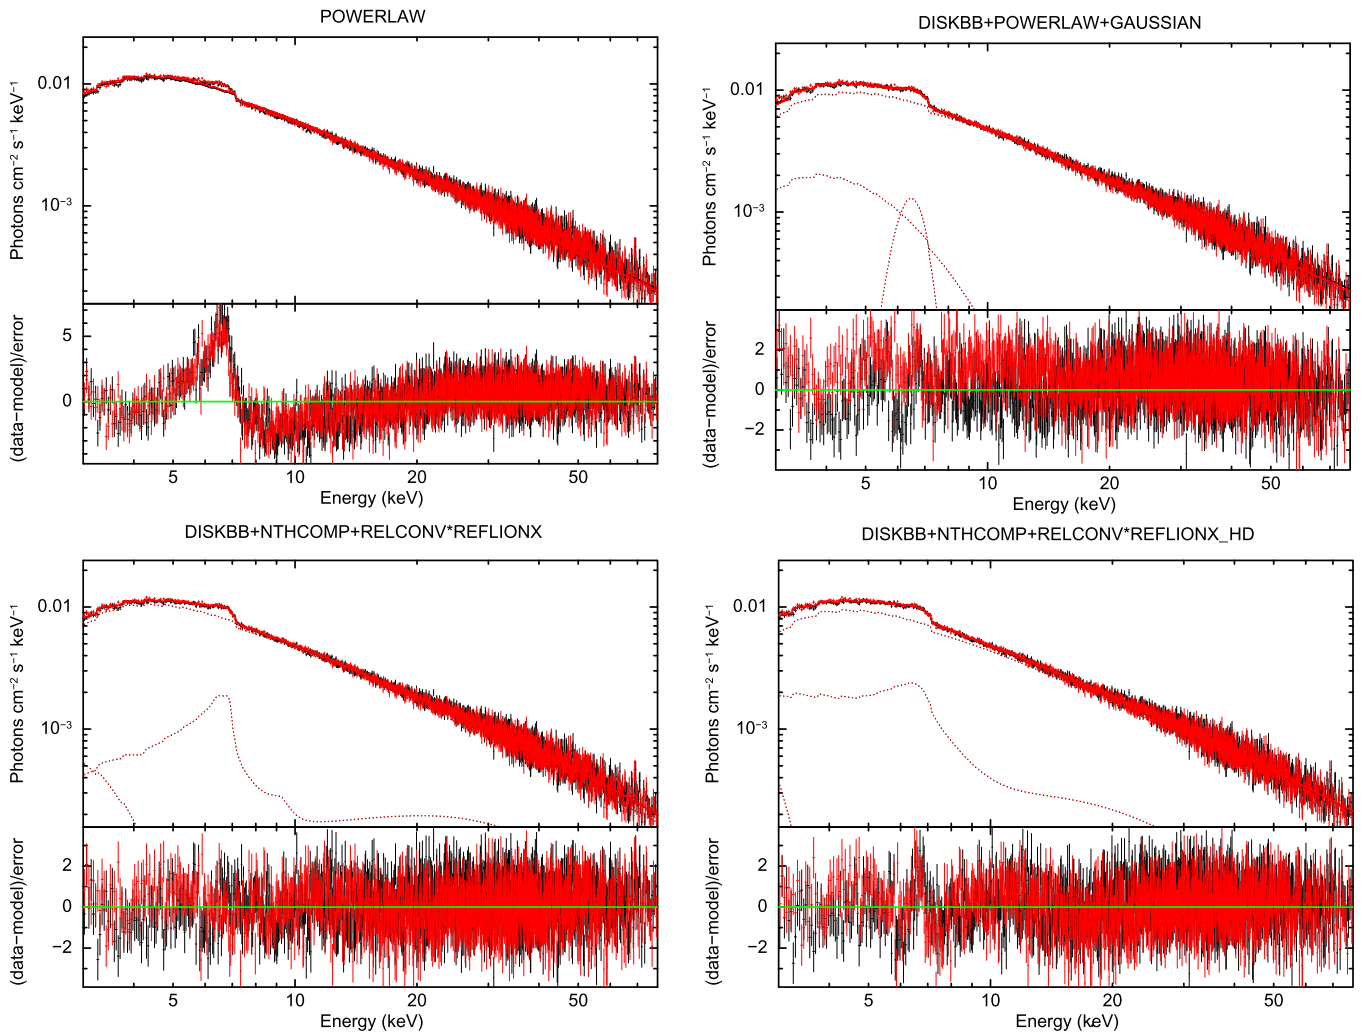 POWERLAW
0.01
10⁻³
Photons cm⁻² s⁻¹ keV⁻¹
5
0
(data−model)/error
5 10 20 50
Energy (keV)
DISKBB+POWERLAW+GAUSSIAN
0.01
10⁻³
Photons cm⁻² s⁻¹ keV⁻¹
2
0
−2
(data−model)/error
5 10 20 50
Energy (keV)
DISKBB+NTHCOMP+RELCONV*REFLIONX
0.01
10⁻³
Photons cm⁻² s⁻¹ keV⁻¹
2
0
−2
(data−model)/error
5 10 20 50
Energy (keV)
DISKBB+NTHCOMP+RELCONV*REFLIONX_HD
0.01
10⁻³
Photons cm⁻² s⁻¹ keV⁻¹
2
0
−2
(data−model)/error
5 10 20 50
Energy (keV)